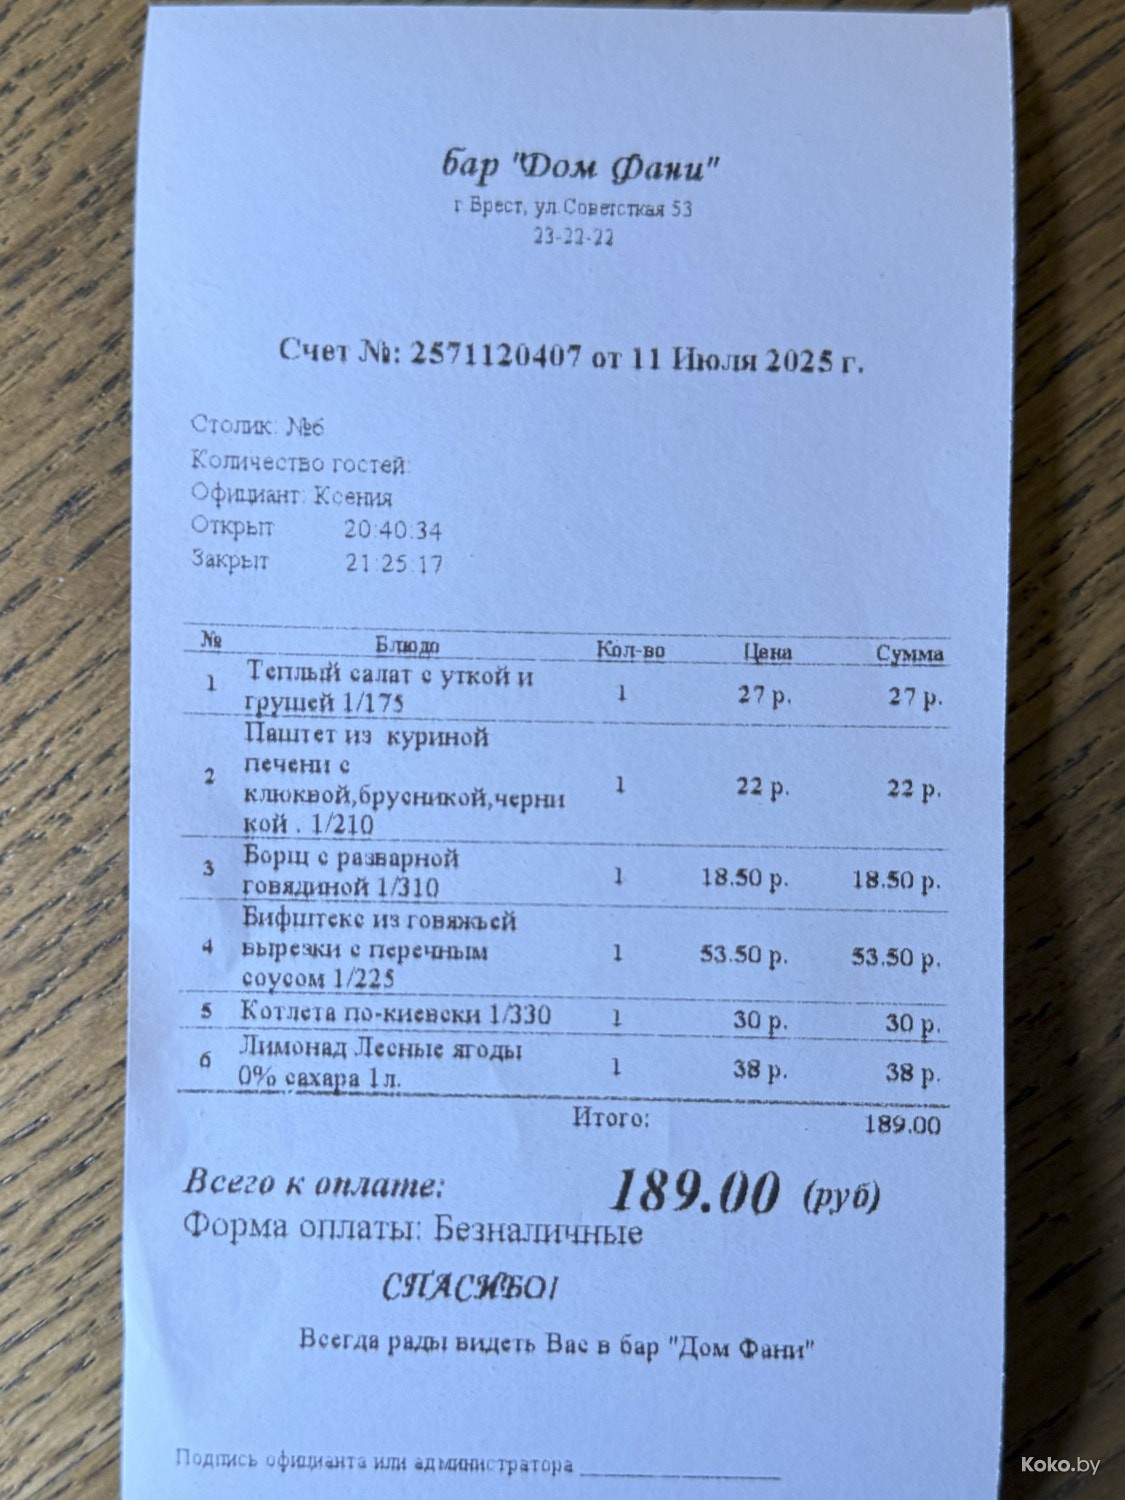 бар "Дом Фани"
г.Брест, ул.Советсткая 53
23-22-22
Счет №: 2571120407 от 11 Июля 2025 г.
Столик: №6
Количество гостей:
Официант: Ксения
Открыт 20:40:34
Закрыт 21:25:17
№ Блюдо Кол-во Цена Сумма
1 Теплый салат с уткой и 1 27 р. 27 р.
грушей 1/175
Паштет из куриной
печени с
2 клюквой,брусникой,черни 1 22 р. 22 р.
кой . 1/210
3 Борщ с разварной 1 18.50 р. 18.50 р.
говядиной 1/310
Бифштекс из говяжьей
4 вырезки с перечным 1 53.50 р. 53.50 р.
соусом 1/225
5 Котлета по-киевски 1/330 1 30 р. 30 р.
6 Лимонад Лесные ягоды 1 38 р. 38 р.
0% сахара 1л.
Итого: 189.00
Всего к оплате: 189.00 (руб)
Форма оплаты: Безналичные
СПАСИБО!
Всегда рады видеть Вас в бар "Дом Фани"
Подпись официанта или администратора
Koko.by